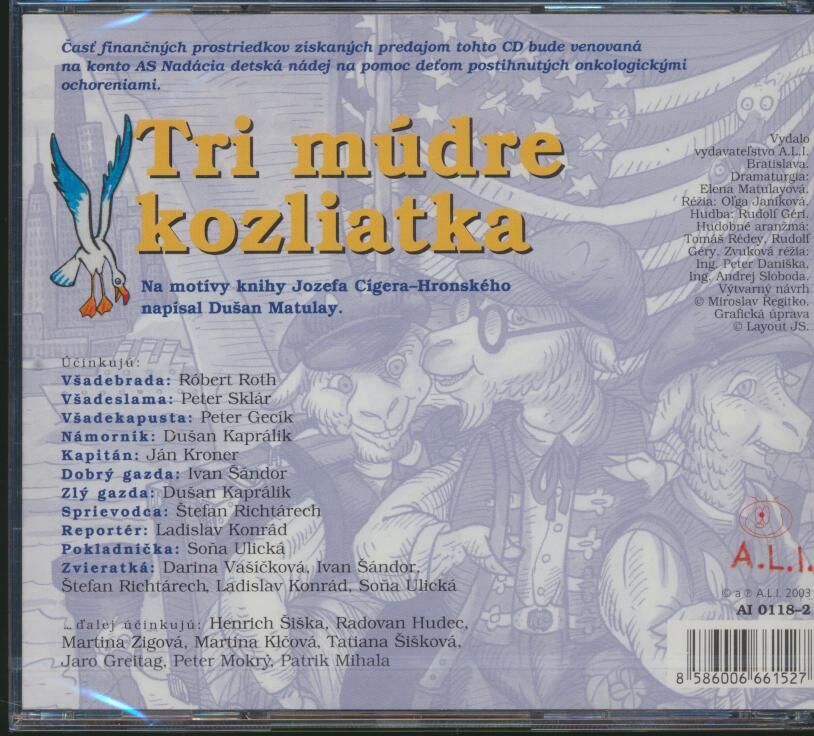 Časť finančných prostriedkov získaných predajom tohto CD bude venovaná
na konto AS Nadácia detská nádej na pomoc deťom postihnutých onkologickými
ochoreniami.
Tri múdre
kozliatka
Na motívy knihy Jozefa Cígera–Hronského
napísal Dušan Matulay.
Vydalo
vydavateľstvo A.L.I.
Bratislava.
Dramaturgia:
Elena Matulayová.
Réžia: Oľga Janíková.
Hudba: Rudolf Géri.
Hudobné aranžmá:
Tomáš Rédey, Rudolf
Géry. Zvuková réžia:
Ing. Peter Daniška,
Ing. Andrej Sloboda.
Výtvarný návrh
© Miroslav Regitko.
Grafická úprava
© Layout JS.
Účinkujú:
Všadebrada: Róbert Roth
Všadeslama: Peter Sklár
Všadekapusta: Peter Gecík
Námorník: Dušan Kaprálik
Kapitán: Ján Kroner
Dobrý gazda: Ivan Šándor
Zlý gazda: Dušan Kaprálik
Sprievodca: Štefan Richtárech
Reportér: Ladislav Konrád
Pokladníčka: Soňa Ulická
Zvieratká: Darina Vášíčková, Ivan Šándor,
Štefan Richtárech, Ladislav Konrád, Soňa Ulická
... ďalej účinkujú: Henrich Šiška, Radovan Hudec,
Martina Zigová, Martina Klčová, Tatiana Šišková,
Jaro Greitag, Peter Mokrý, Patrik Mihala
A.L.I.
© a ℗ A.L.I. 2003
AI 0118–2
8 586006 661527